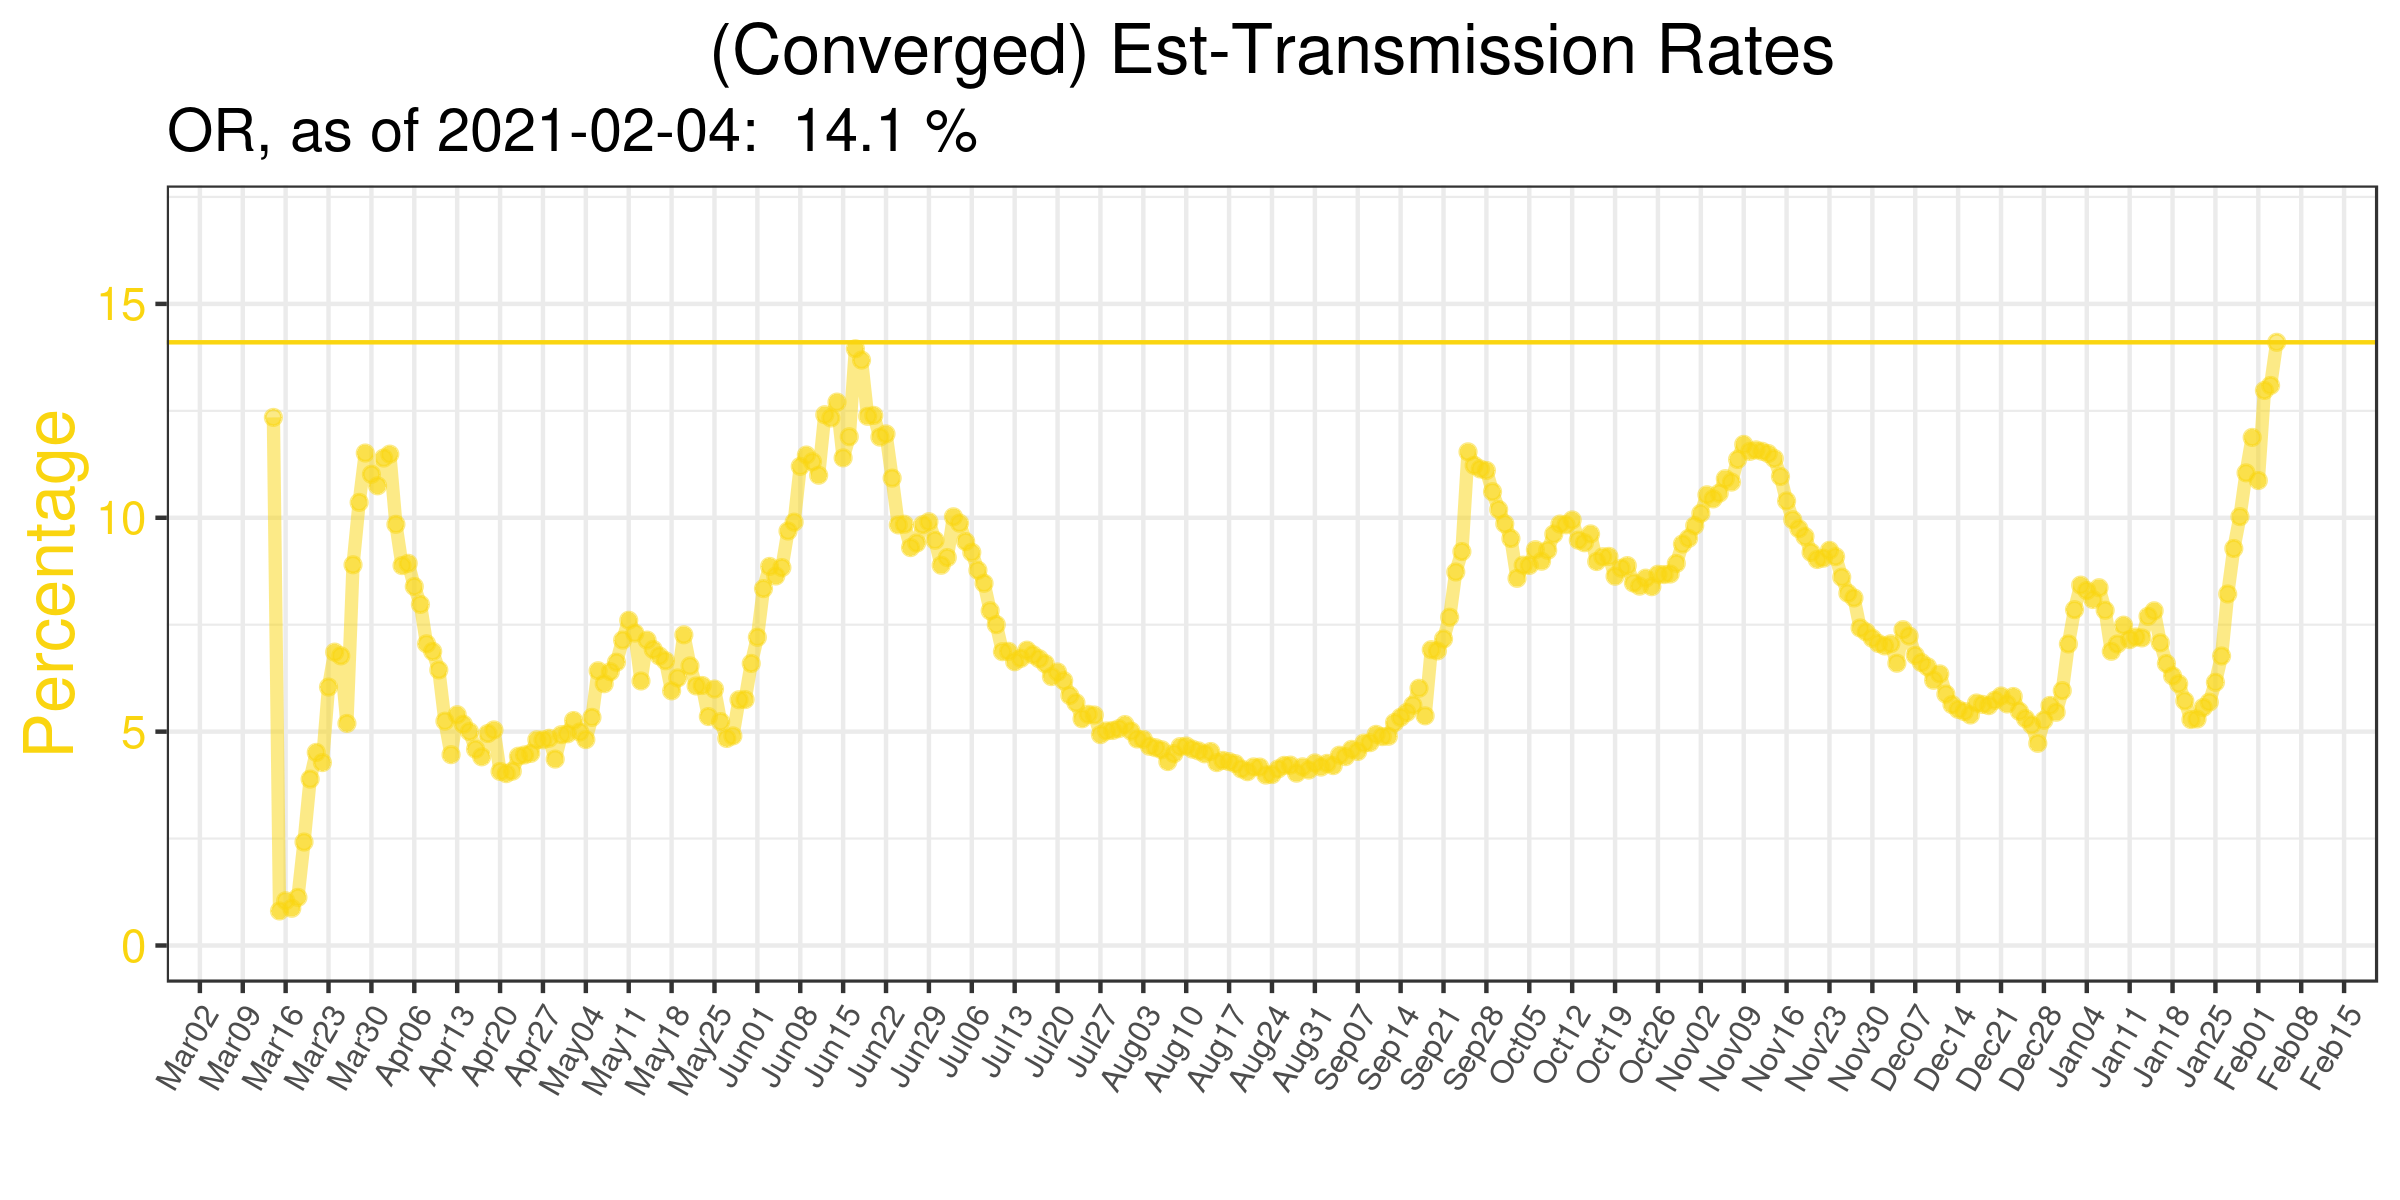 (Converged) Est-Transmission Rates
OR, as of 2021-02-04:  14.1 %
Percentage
15
10
5
0
Mar02
Mar09
Mar16
Mar23
Mar30
Apr06
Apr13
Apr20
Apr27
May04
May11
May18
May25
Jun01
Jun08
Jun15
Jun22
Jun29
Jul06
Jul13
Jul20
Jul27
Aug03
Aug10
Aug17
Aug24
Aug31
Sep07
Sep14
Sep21
Sep28
Oct05
Oct12
Oct19
Oct26
Nov02
Nov09
Nov16
Nov23
Nov30
Dec07
Dec14
Dec21
Dec28
Jan04
Jan11
Jan18
Jan25
Feb01
Feb08
Feb15